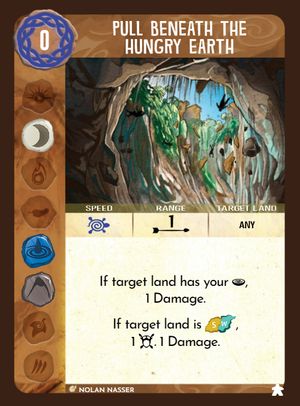 0
PULL BENEATH THE
HUNGRY EARTH
SPEED
RANGE
TARGET LAND
1
ANY
If target land has your ,
1 Damage.
If target land is S W ,
1 . 1 Damage.
NOLAN NASSER